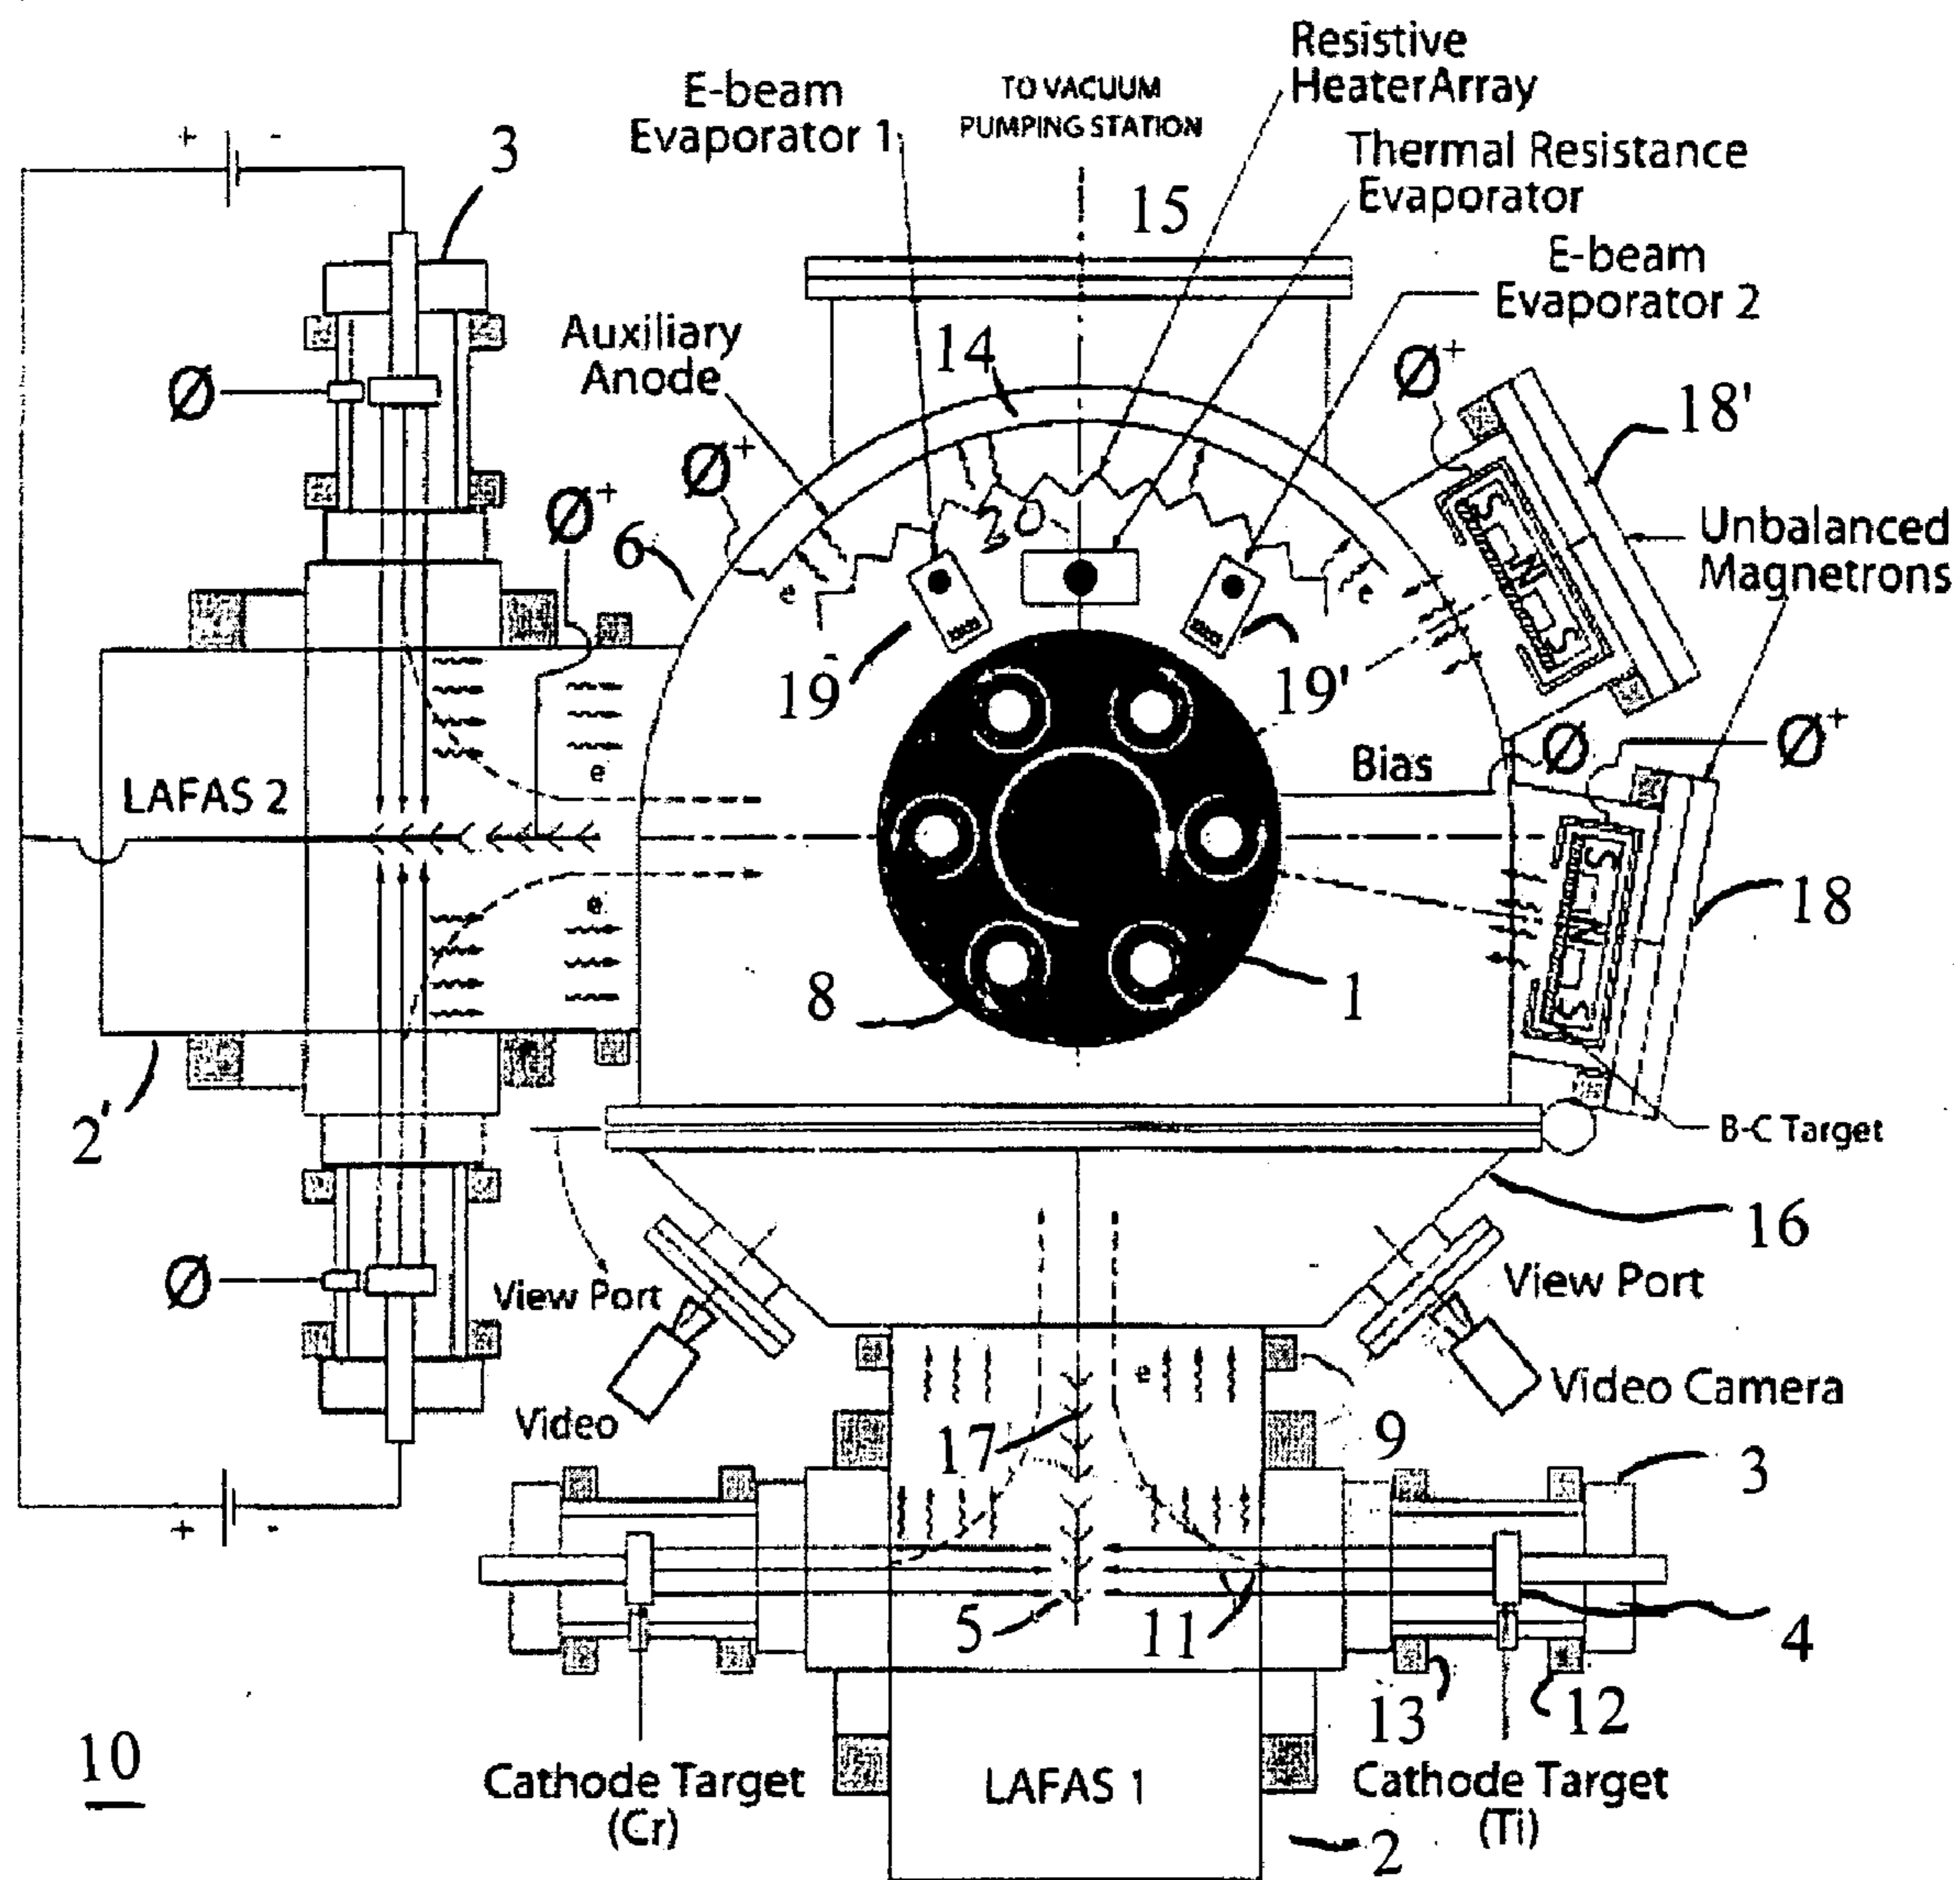 Resistive
HeaterArray
E-beam
Evaporator 1
TO VACUUM
PUMPING STATION
Thermal Resistance
Evaporator
+ -
3
15
E-beam
Evaporator 2
Auxiliary
Anode
14
Ø+
18'
Ø
Ø+
Ø+
6
20
S N S
Unbalanced
Magnetrons
e
e
19
19'
Ø
Ø+
Bias
LAFAS 2
e
S N S
18
e
8
1
2'
B-C Target
16
Ø
View Port
View Port
Video
Video Camera
e
17
9
3
+ -
5
11
4
13
12
10
Cathode Target
(Cr)
LAFAS 1
Cathode Target
(Ti)
2